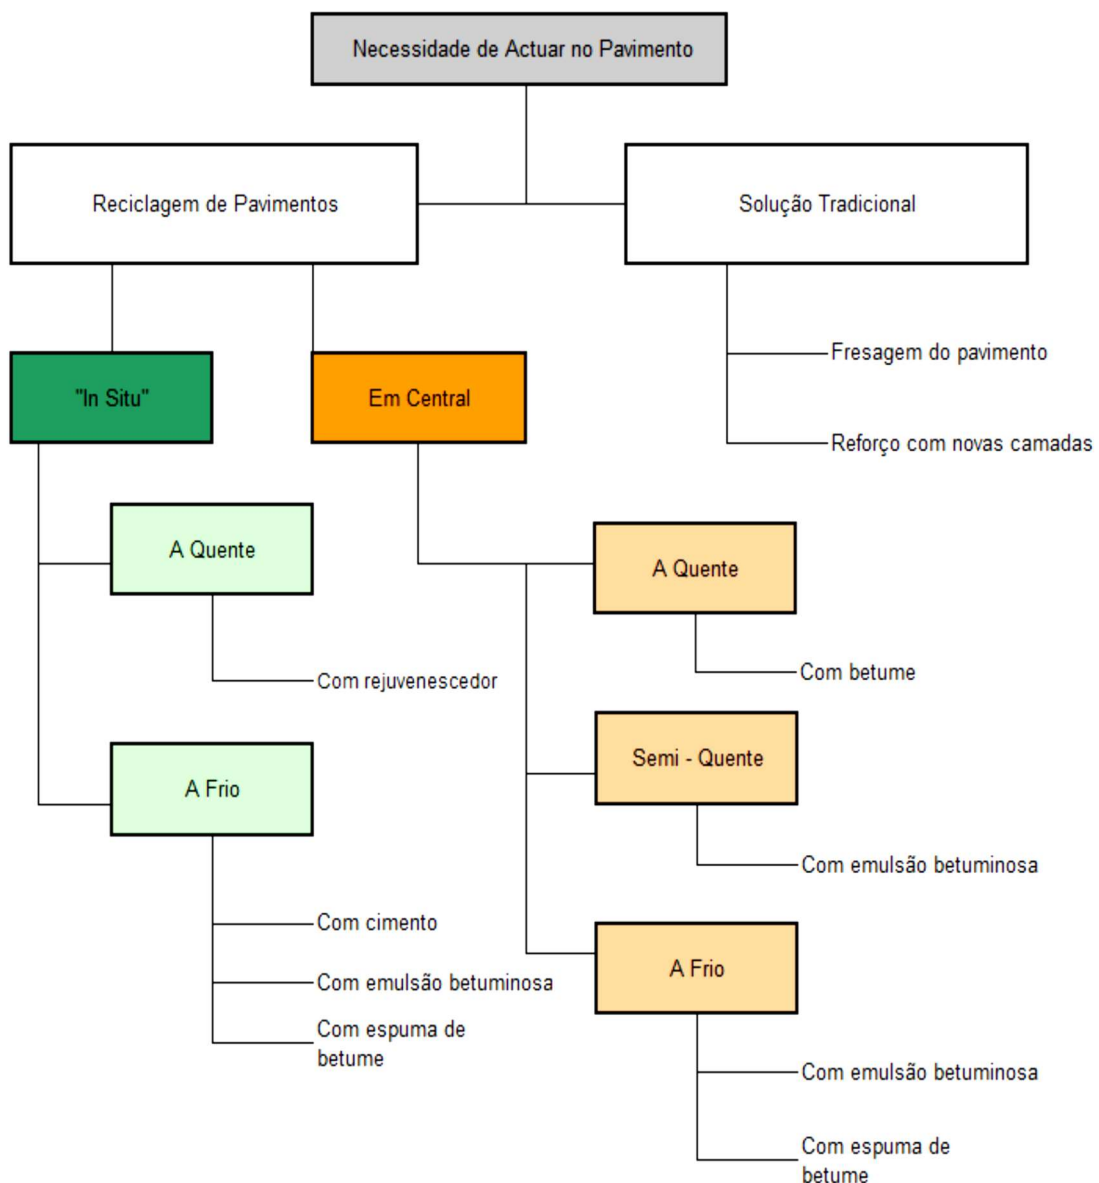 Necessidade de Actuar no Pavimento
Reciclagem de Pavimentos
Solução Tradicional
Fresagem do pavimento
Reforço com novas camadas
"In Situ"
Em Central
A Quente
Com rejuvenescedor
A Frio
Com cimento
Com emulsão betuminosa
Com espuma de
betume
A Quente
Com betume
Semi - Quente
Com emulsão betuminosa
A Frio
Com emulsão betuminosa
Com espuma de
betume